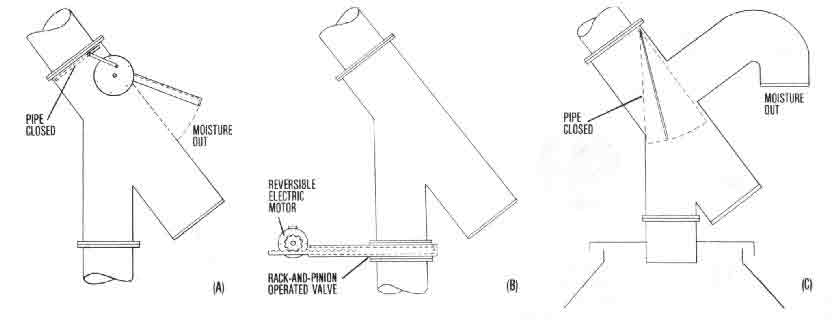 PIPE
CLOSED
MOISTURE
OUT
(A)
REVERSIBLE
ELECTRIC
MOTOR
RACK-AND-PINION
OPERATED VALVE
(B)
PIPE
CLOSED
MOISTURE
OUT
(C)